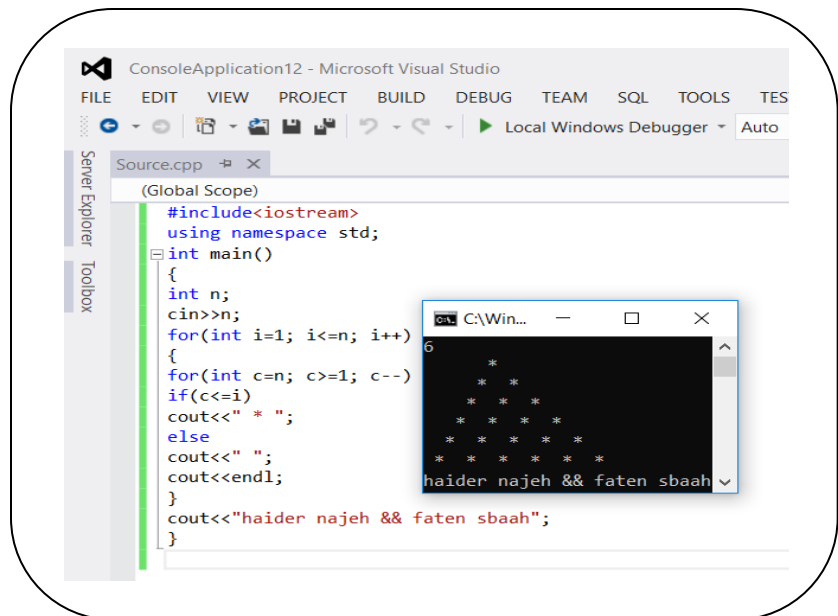 ConsoleApplication12 - Microsoft Visual Studio
FILE EDIT VIEW PROJECT BUILD DEBUG TEAM SQL TOOLS TES
Local Windows Debugger Auto
Server Explorer
Toolbox
Source.cpp
(Global Scope)
#include<iostream>
using namespace std;
int main()
{
int n;
cin>>n;
for(int i=1; i<=n; i++)
{
for(int c=n; c>=1; c--)
if(c<=i)
cout<<" * ";
else
cout<<" ";
cout<<endl;
}
cout<<"haider najeh && faten sbaah";
}
C:\Win...
6
*
* *
* * *
* * * *
* * * * *
* * * * * *
haider najeh && faten sbaah